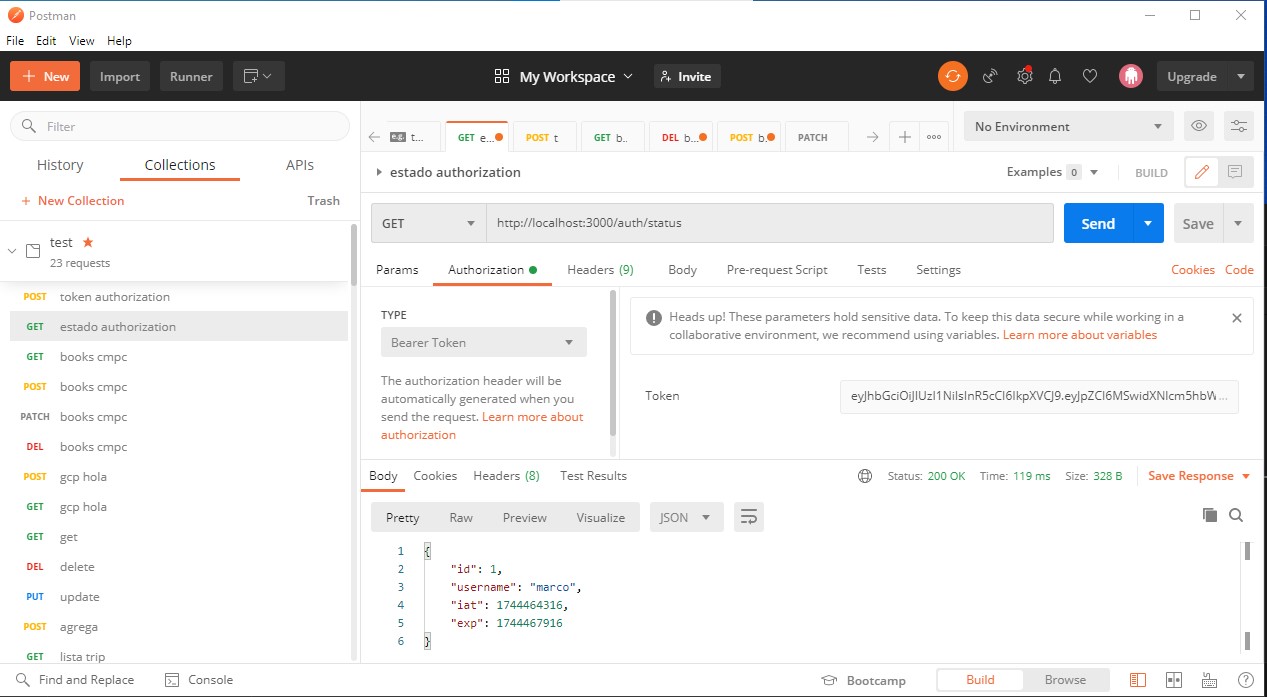 Postman
File Edit View Help
+ New Import Runner My Workspace Invite Upgrade
Filter
History Collections APIs
+ New Collection Trash
test
23 requests
POST token authorization
GET estado authorization
GET books cmpc
POST books cmpc
PATCH books cmpc
DEL books cmpc
POST gcp hola
GET gcp hola
GET get
DEL delete
PUT update
POST agrega
GET lista trip
e.g. t... GET e... POST t GET b.. DEL b... POST b. PATCH + ooo No Environment
estado authorization Examples 0 BUILD
GET http://localhost:3000/auth/status Send Save
Params Authorization Headers (9) Body Pre-request Script Tests Settings Cookies Code
TYPE
Bearer Token
The authorization header will be
automatically generated when you
send the request. Learn more about
authorization
Heads up! These parameters hold sensitive data. To keep this data secure while working in a
collaborative environment, we recommend using variables. Learn more about variables
Token eyJhbGciOiJIUzI1NiIsInR5cCI6IkpXVCJ9.eyJpZCI6MSwidXNlcm5hbW...
Body Cookies Headers (8) Test Results Status: 200 OK Time: 119 ms Size: 328 B Save Response
Pretty Raw Preview Visualize JSON
1 {
2 "id": 1,
3 "username": "marco",
4 "iat": 1744464316,
5 "exp": 1744467916
6 }
Find and Replace Console Bootcamp Build Browse